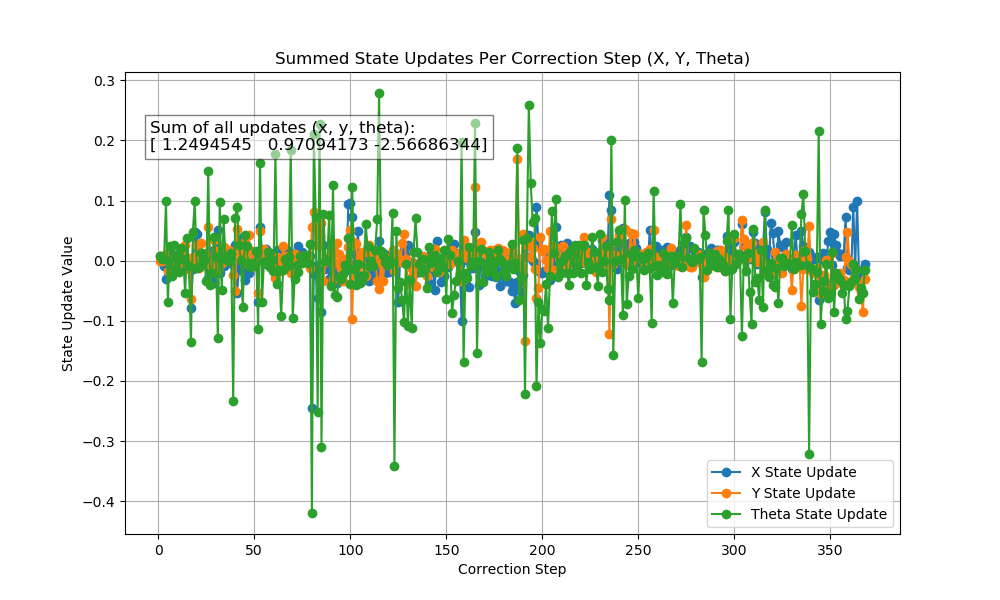 Summed State Updates Per Correction Step (X, Y, Theta)
State Update Value
0.3
0.2
0.1
0.0
−0.1
−0.2
−0.3
−0.4
Sum of all updates (x, y, theta):
[ 1.2494545   0.97094173 -2.56686344]
X State Update
Y State Update
Theta State Update
0 50 100 150 200 250 300 350
Correction Step